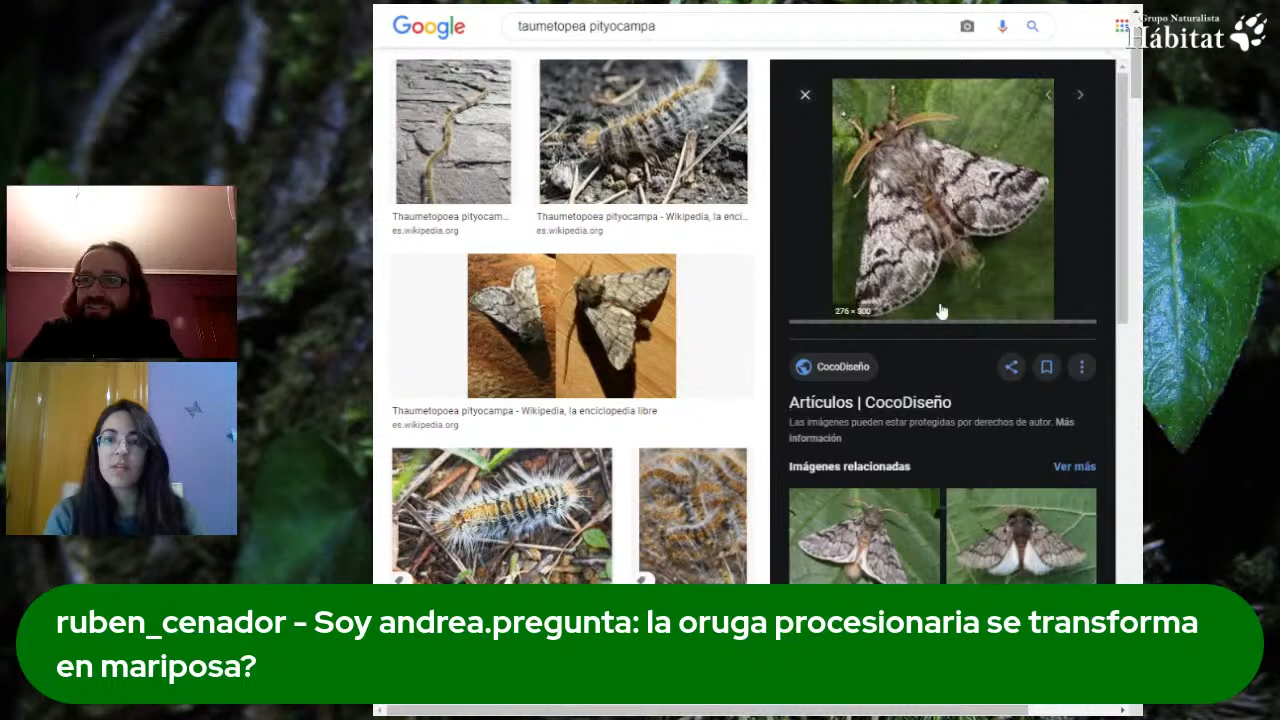 Google
taumetopea pityocampa
Grupo Naturalista
Hábitat
Thaumetopoea pityocam...
es.wikipedia.org
Thaumetopoea pityocampa - Wikipedia, la enci...
es.wikipedia.org
Thaumetopoea pityocampa - Wikipedia, la enciclopedia libre
es.wikipedia.org
276 × 300
CocoDiseño
Artículos | CocoDiseño
Las imágenes pueden estar protegidas por derechos de autor. Más
información
Imágenes relacionadas
Ver más
ruben_cenador - Soy andrea.pregunta: la oruga procesionaria se transforma
en mariposa?